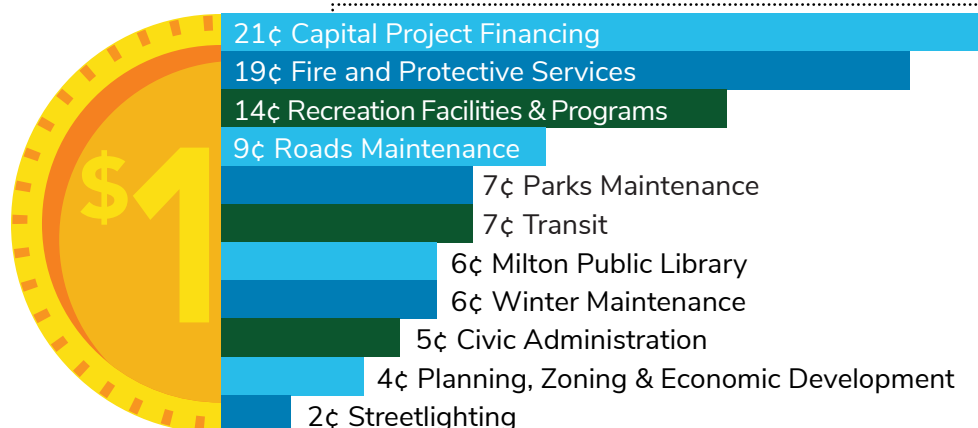 $1
21¢ Capital Project Financing
19¢ Fire and Protective Services
14¢ Recreation Facilities & Programs
9¢ Roads Maintenance
7¢ Parks Maintenance
7¢ Transit
6¢ Milton Public Library
6¢ Winter Maintenance
5¢ Civic Administration
4¢ Planning, Zoning & Economic Development
2¢ Streetlighting